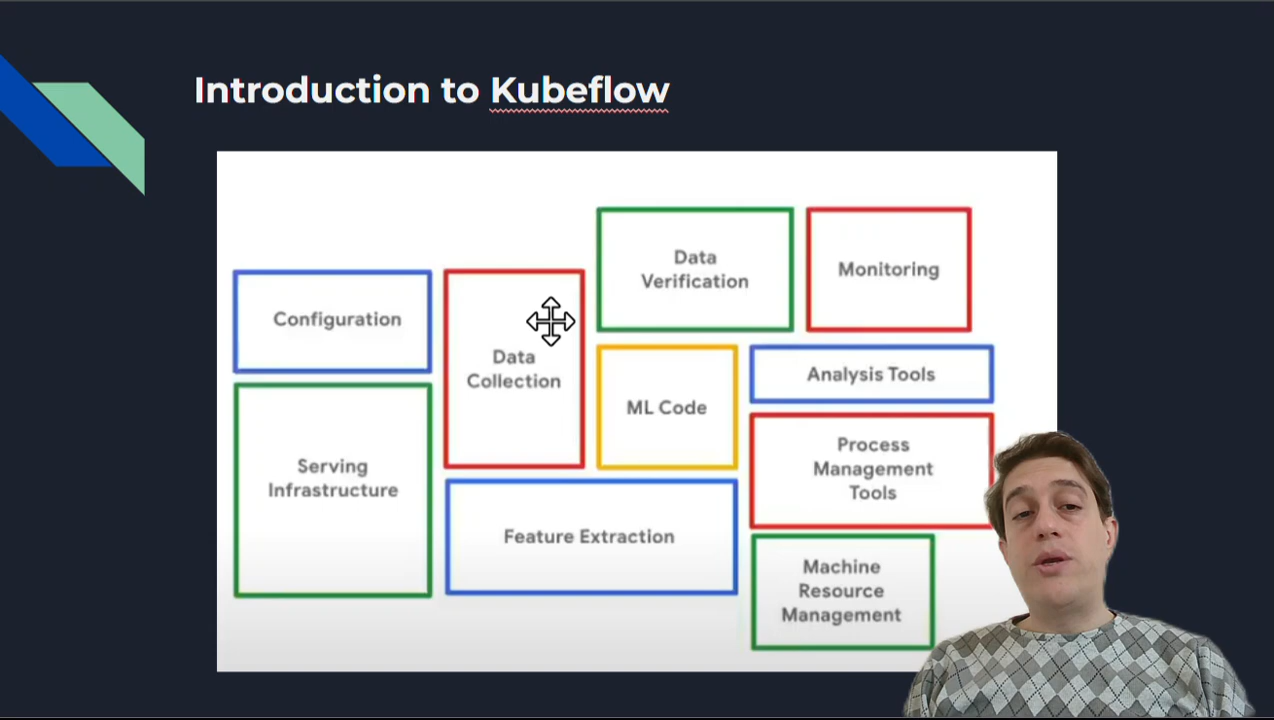 Introduction to Kubeflow
Data
Verification
Monitoring
Configuration
Data
Collection
ML Code
Analysis Tools
Serving
Infrastructure
Process
Management
Tools
Feature Extraction
Machine
Resource
Management